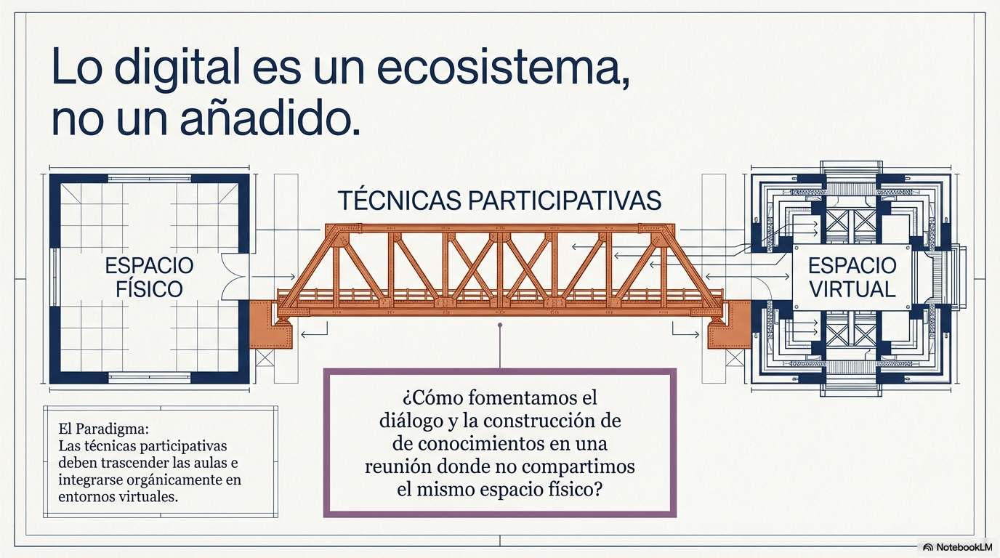 Lo digital es un ecosistema,
no un añadido.
TÉCNICAS PARTICIPATIVAS
ESPACIO
FÍSICO
ESPACIO
VIRTUAL
El Paradigma:
Las técnicas participativas
deben trascender las aulas e
integrarse orgánicamente en
entornos virtuales.
¿Cómo fomentamos el
diálogo y la construcción de
de conocimientos en una
reunión donde no compartimos
el mismo espacio físico?
NotebookLM